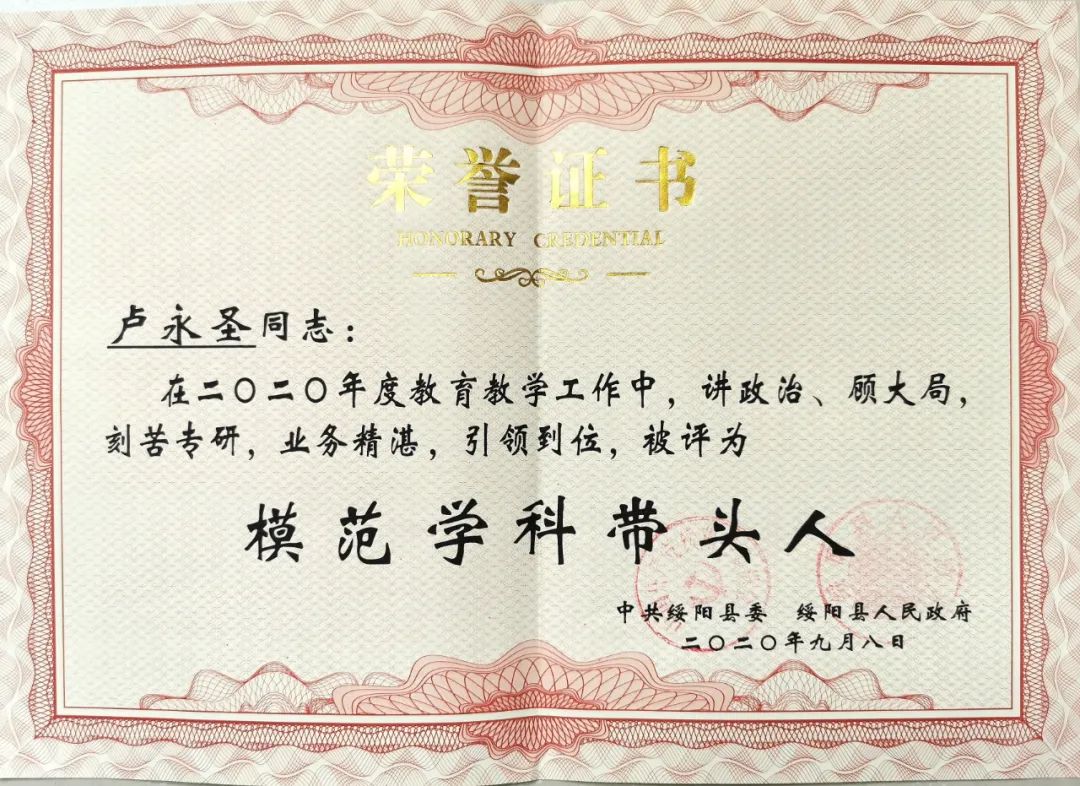 荣誉证书
HONORARY CREDENTIAL
卢永圣同志：
在二〇二〇年度教育教学工作中，讲政治、顾大局，
刻苦专研，业务精湛，引领到位，被评为
模范学科带头人
中共绥阳县委 绥阳县人民政府
二〇二〇年九月八日